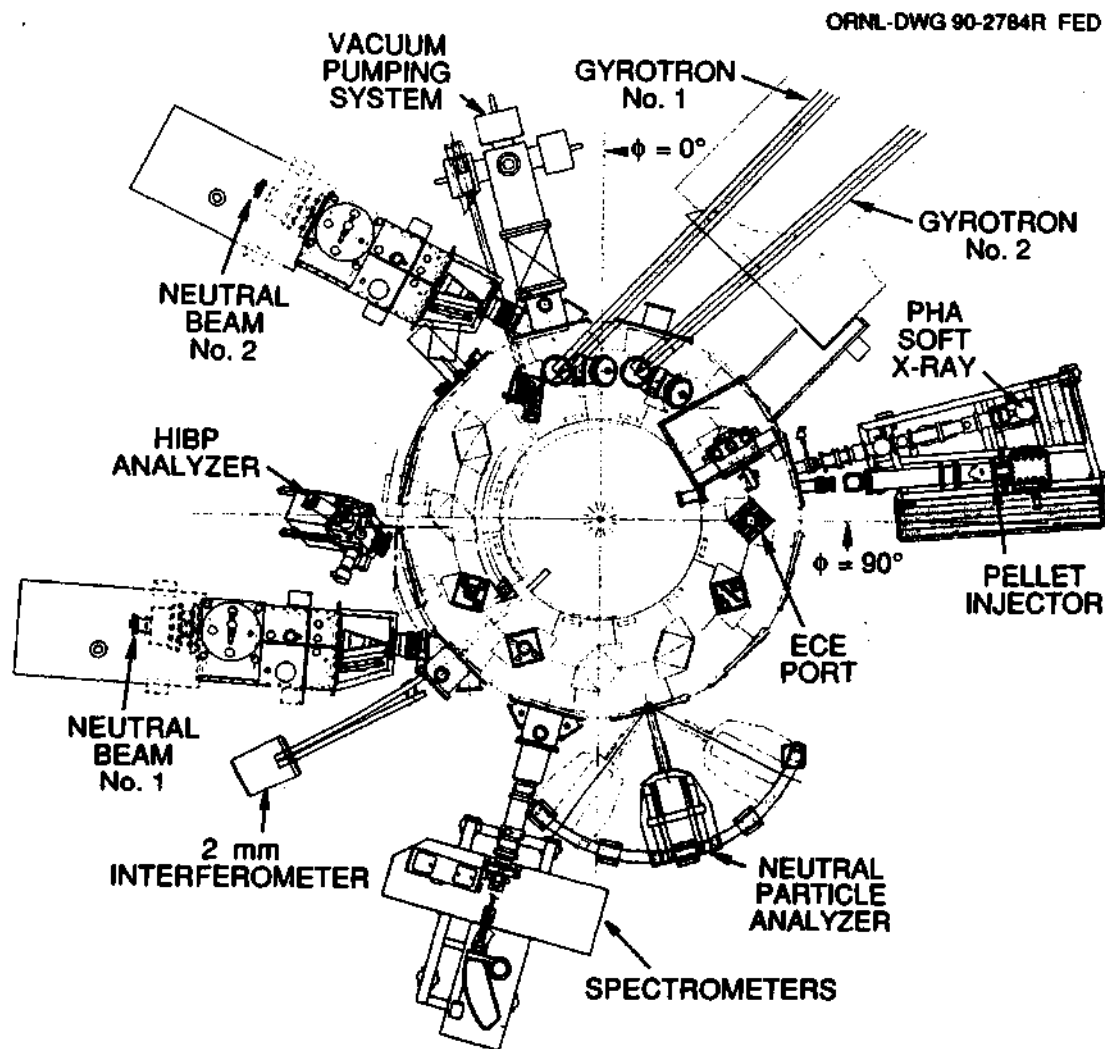 ORNL-DWG 90-2784R FED
VACUUM
PUMPING
SYSTEM
GYROTRON
No. 1
ϕ = 0°
GYROTRON
No. 2
NEUTRAL
BEAM
No. 2
PHA
SOFT
X-RAY
HIBP
ANALYZER
ϕ = 90°
PELLET
INJECTOR
ECE
PORT
NEUTRAL
BEAM
No. 1
2 mm
INTERFEROMETER
NEUTRAL
PARTICLE
ANALYZER
SPECTROMETERS